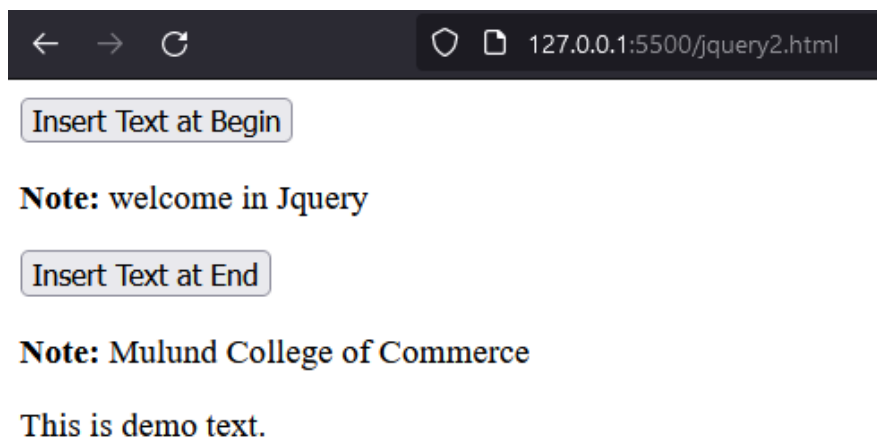 127.0.0.1:5500/jquery2.html
Insert Text at Begin
Note: welcome in Jquery
Insert Text at End
Note: Mulund College of Commerce
This is demo text.